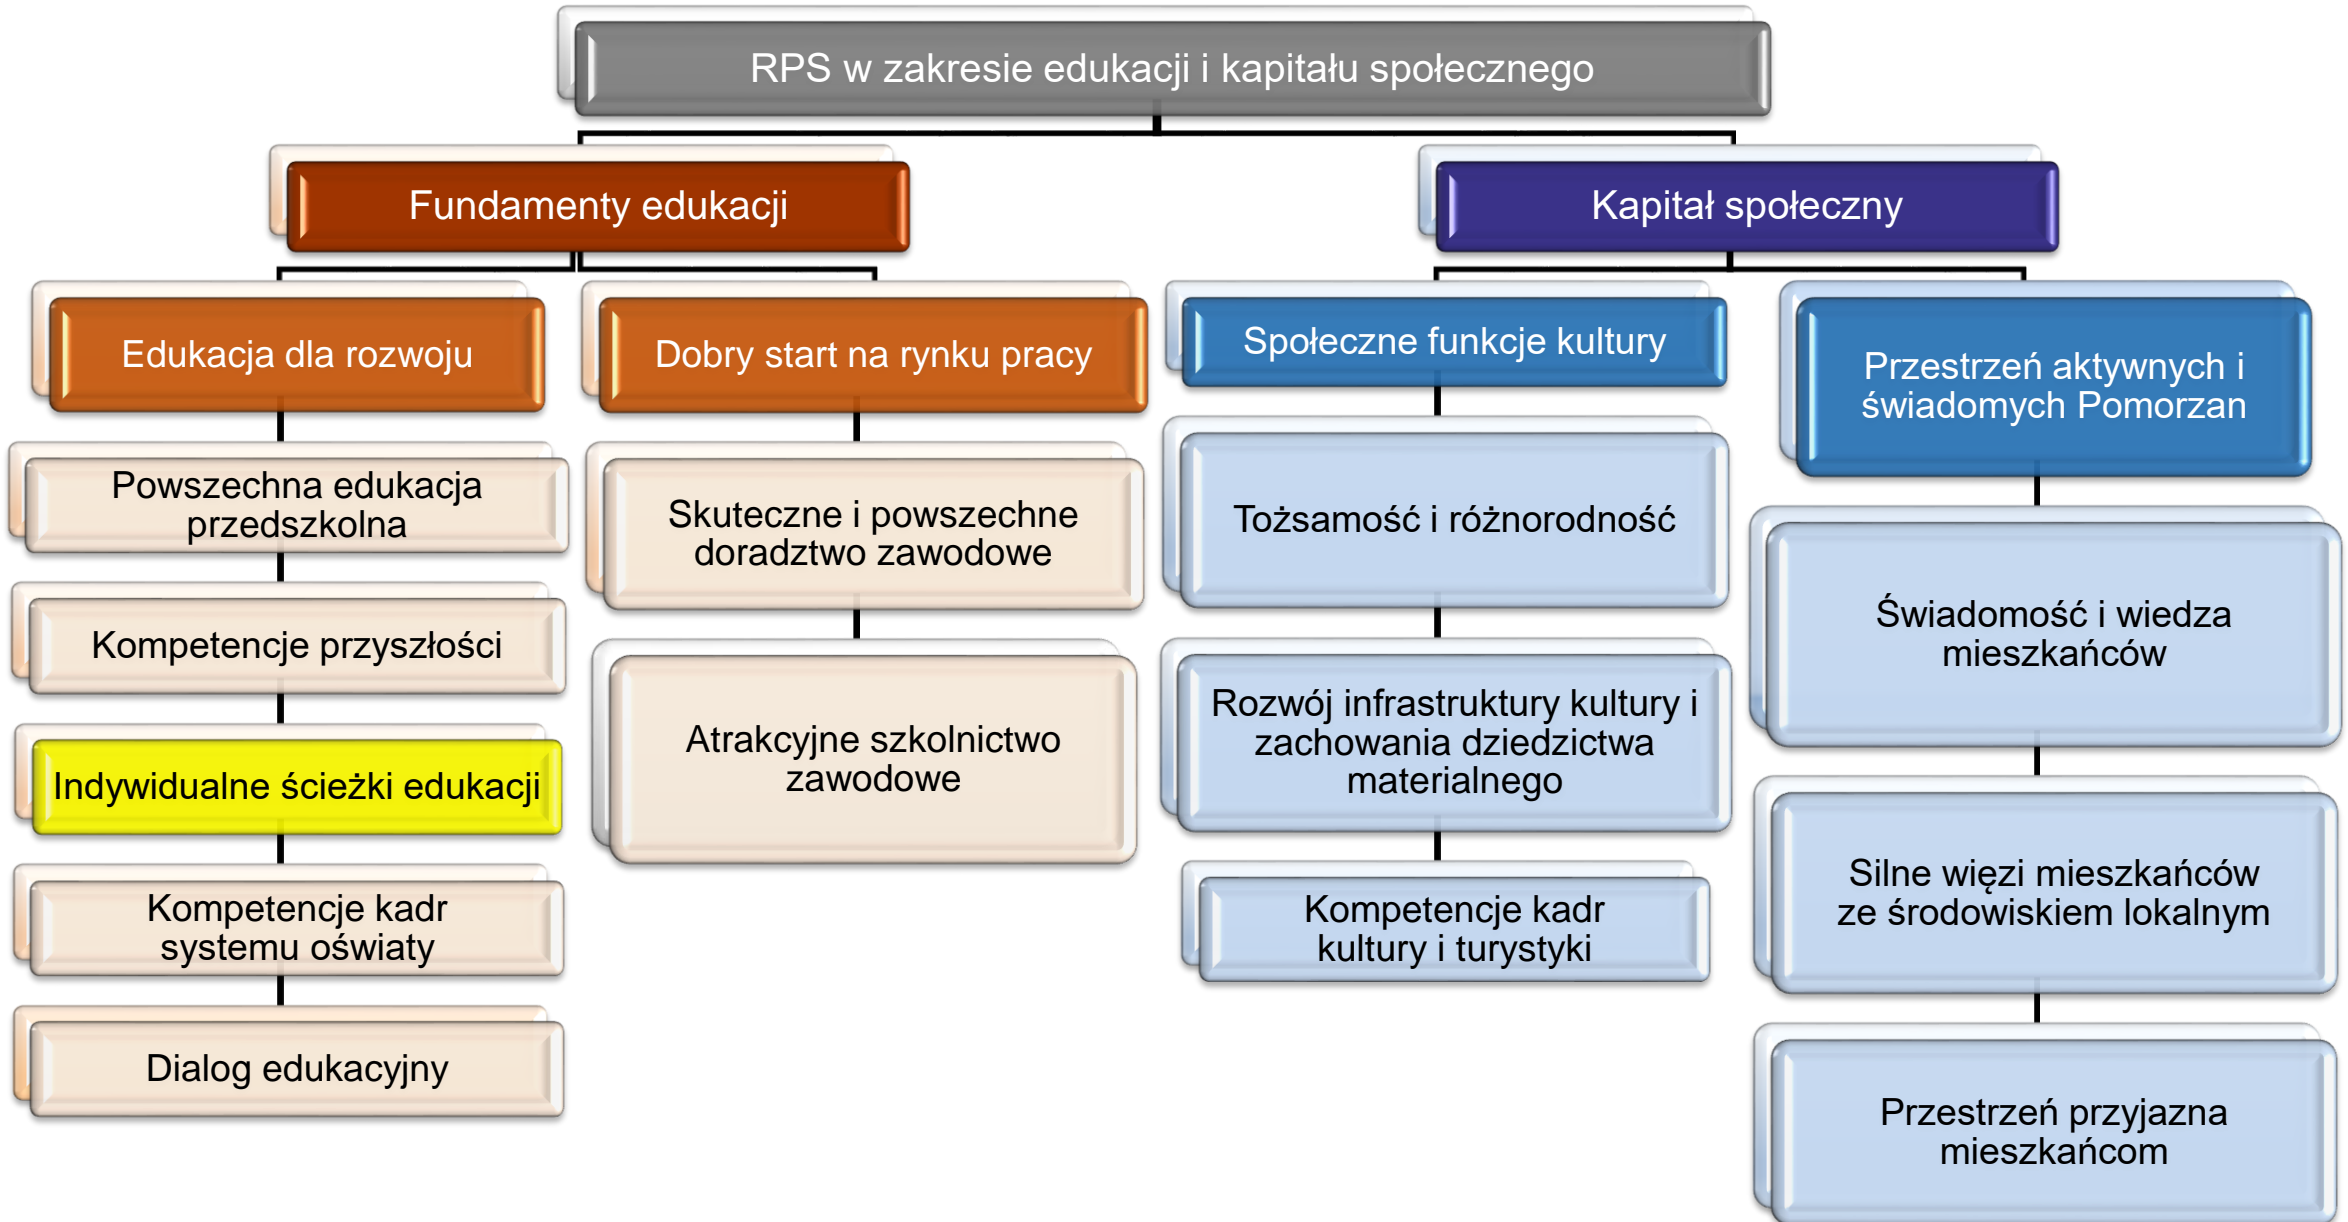 RPS w zakresie edukacji i kapitału społecznego
Fundamenty edukacji
Kapitał społeczny
Edukacja dla rozwoju
Powszechna edukacja
przedszkolna
Kompetencje przyszłości
Indywidualne ścieżki edukacji
Kompetencje kadr
systemu oświaty
Dialog edukacyjny
Dobry start na rynku pracy
Skuteczne i powszechne
doradztwo zawodowe
Atrakcyjne szkolnictwo
zawodowe
Społeczne funkcje kultury
Tożsamość i różnorodność
Rozwój infrastruktury kultury i
zachowania dziedzictwa
materialnego
Kompetencje kadr
kultury i turystyki
Przestrzeń aktywnych i
świadomych Pomorzan
Świadomość i wiedza
mieszkańców
Silne więzi mieszkańców
ze środowiskiem lokalnym
Przestrzeń przyjazna
mieszkańcom